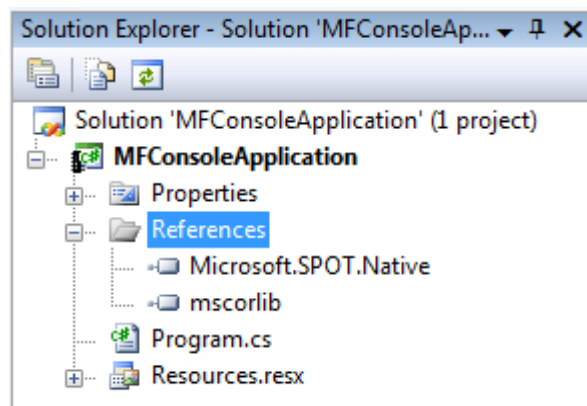 Solution Explorer - Solution 'MFConsoleAp...
Solution 'MFConsoleApplication' (1 project)
MFConsoleApplication
Properties
References
Microsoft.SPOT.Native
mscorlib
Program.cs
Resources.resx